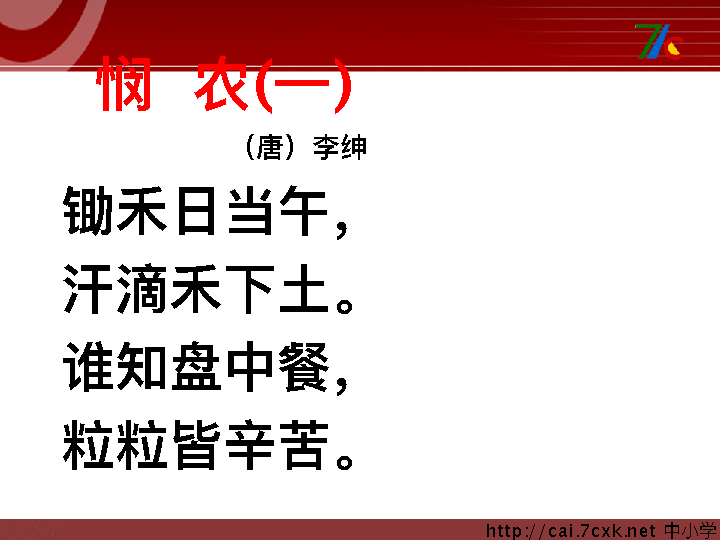 悯 农(一)
（唐）李绅
锄禾日当午，
汗滴禾下土。
谁知盘中餐，
粒粒皆辛苦。
7c
http://cai.7cxk.net 中小学